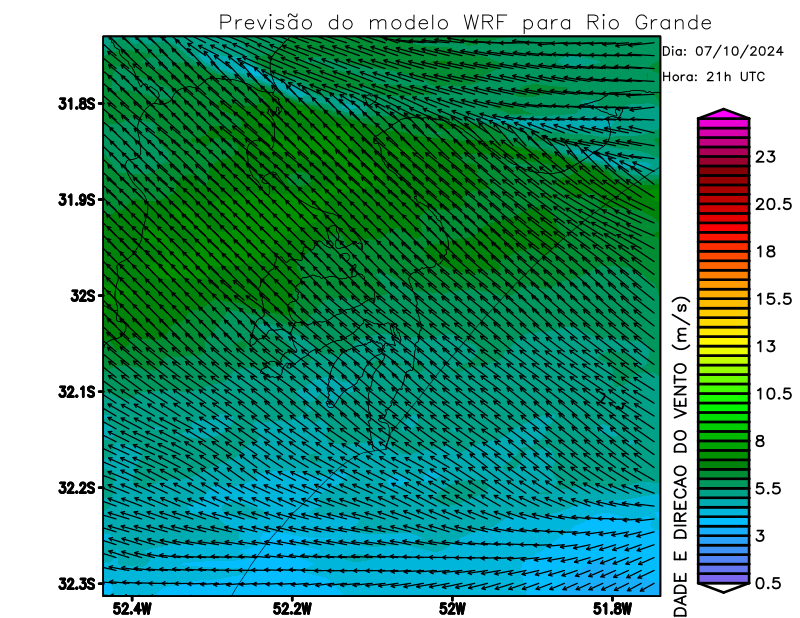 Previsão do modelo WRF para Rio Grande
Dia: 07/10/2024
Hora: 21h UTC
31.8S
31.9S
32S
32.1S
32.2S
32.3S
52.4W
52.2W
52W
51.8W
DADE E DIRECAO DO VENTO (m/s)
23
20.5
18
15.5
13
10.5
8
5.5
3
0.5